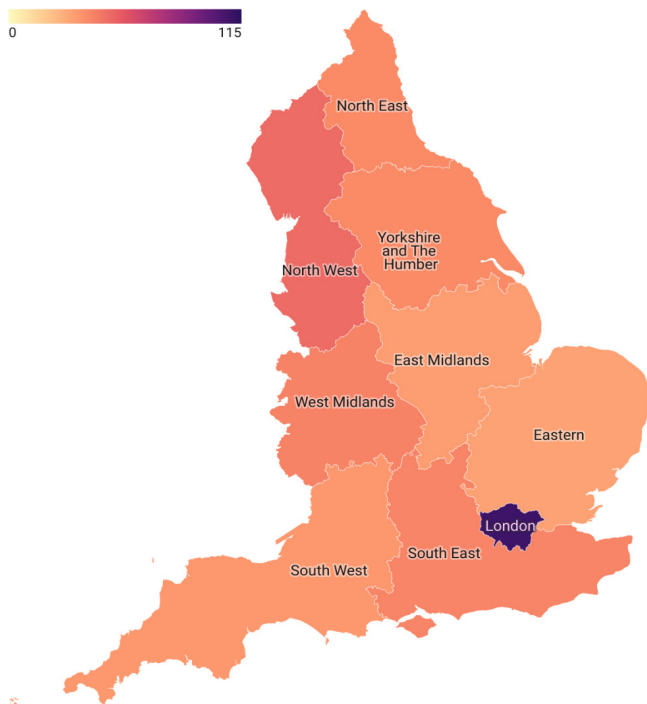 0 115
North East
Yorkshire
and The
Humber
North West
East Midlands
West Midlands
Eastern
London
South East
South West